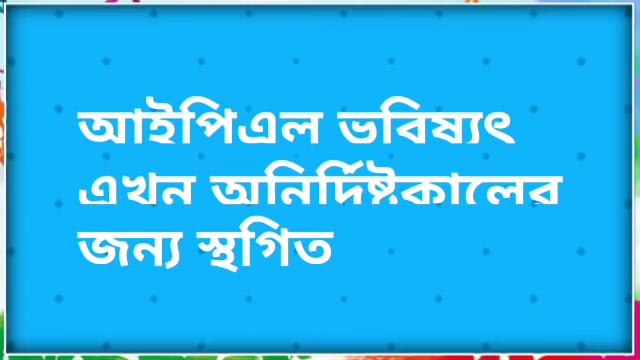 আইপিএল ভবিষ্যৎ
এখন অনির্দিষ্টকালের
জন্য স্থগিত